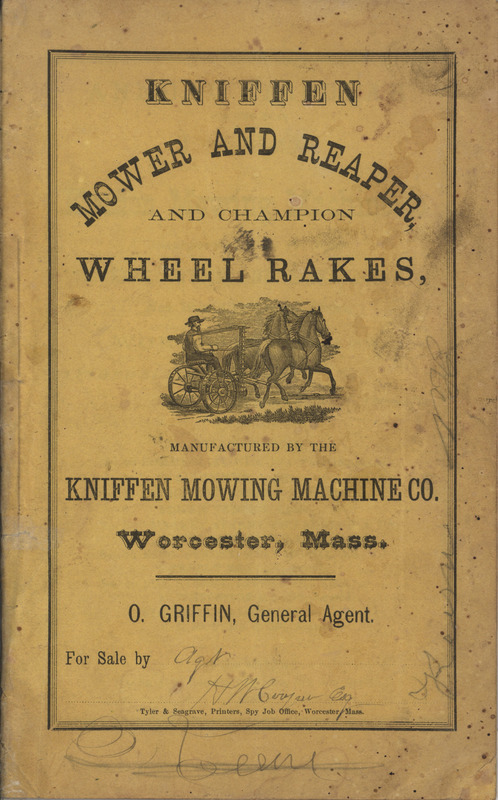 KNIFFEN
MOWER AND REAPER,
AND CHAMPION
WHEEL RAKES,
MANUFACTURED BY THE
KNIFFEN MOWING MACHINE CO.
Worcester, Mass.
O. GRIFFIN, General Agent.
For Sale by Agt
Tyler & Seagrave, Printers, Spy Job Office, Worcester, Mass.